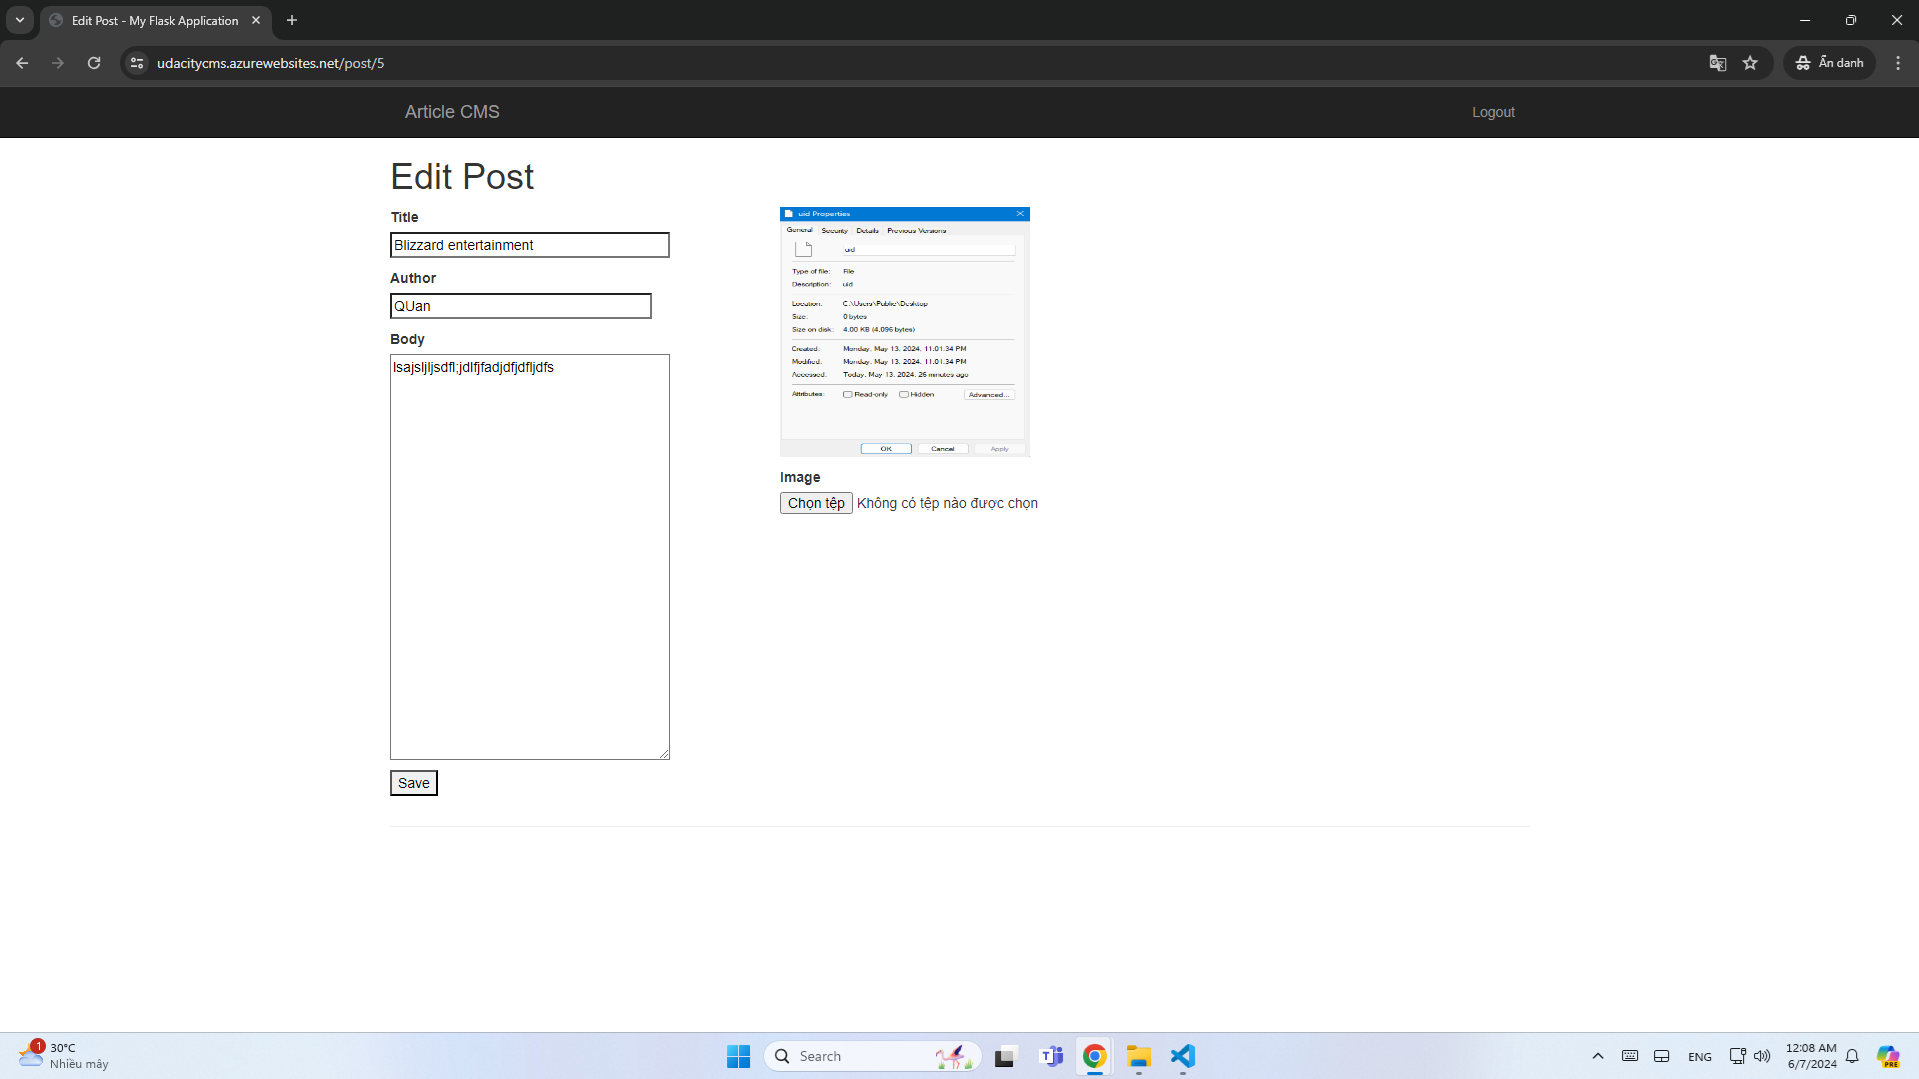 Edit Post - My Flask Application
udacitycms.azurewebsites.net/post/5
Ẩn danh
Article CMS
Logout
Edit Post
Title
Blizzard entertainment
Author
QUan
Body
lsajsljljsdfl;jdlfjfadjdfjdfljdfs
Save
uid Properties
General Security Details Previous Versions
uid
Type of file: File
Description: uid
Location: C:\Users\Public\Desktop
Size: 0 bytes
Size on disk: 4.00 KB (4,096 bytes)
Created: Monday, May 13, 2024, 11:01:34 PM
Modified: Monday, May 13, 2024, 11:01:34 PM
Accessed: Today, May 13, 2024, 26 minutes ago
Attributes: Read-only Hidden Advanced...
OK Cancel Apply
Image
Chọn tệp Không có tệp nào được chọn
1
30°C
Nhiều mây
Search
ENG
12:08 AM
6/7/2024
PRE